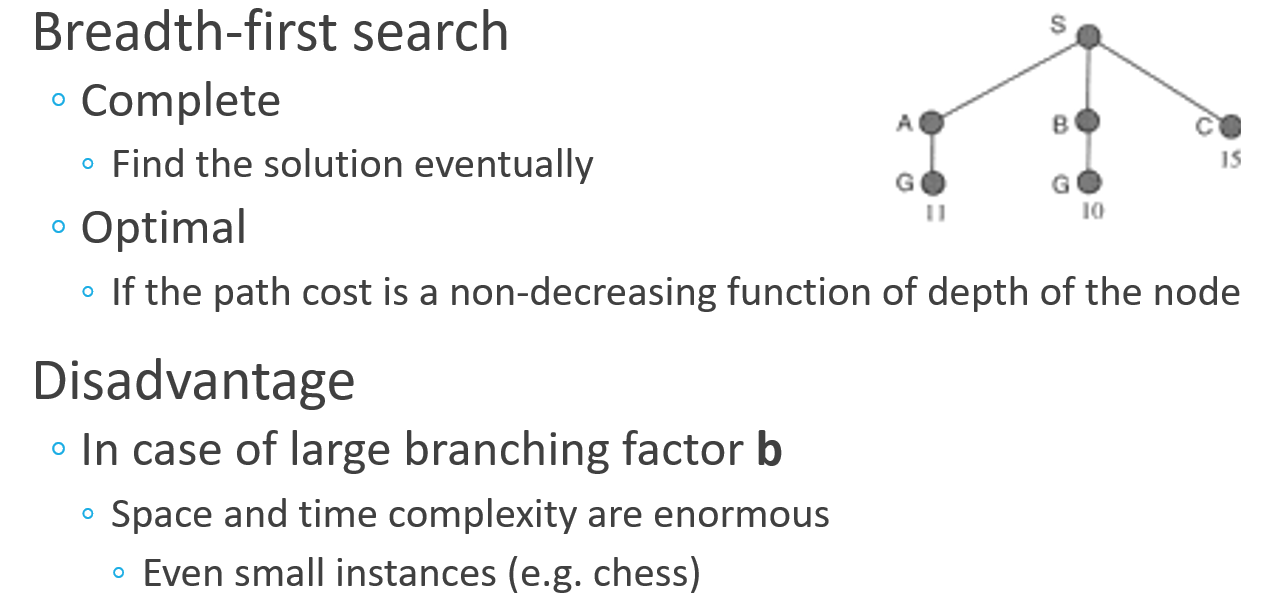 Breadth-first search
◦ Complete
◦ Find the solution eventually
◦ Optimal
◦ If the path cost is a non-decreasing function of depth of the node
Disadvantage
◦ In case of large branching factor b
◦ Space and time complexity are enormous
◦ Even small instances (e.g. chess)
S
A
B
C
15
G
G
11
10